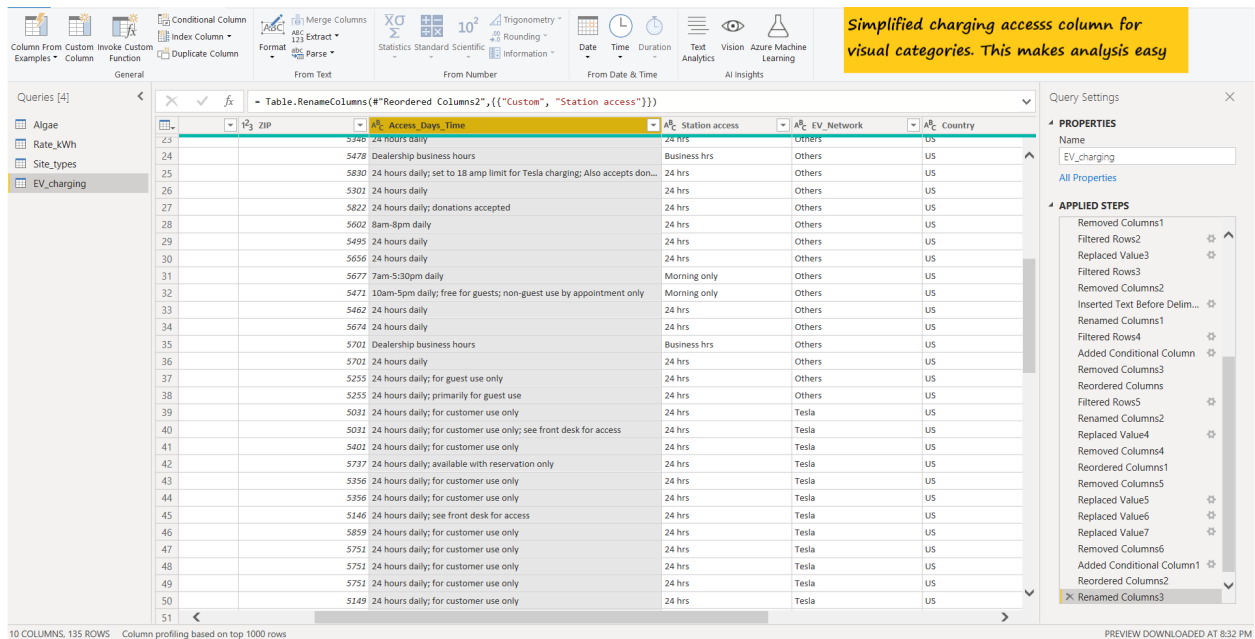 Conditional Column
Index Column
Duplicate Column
Column From Examples
Custom Column
Invoke Custom Function
General
Format
Merge Columns
ABC 123 Extract
abc Parse
From Text
Statistics
Standard
Scientific
10²
Trigonometry
.00 Rounding
Information
From Number
Date
Time
Duration
From Date & Time
Text Analytics
Vision
Azure Machine Learning
AI Insights
Simplified charging accesss column for
visual categories. This makes analysis easy
Queries [4]
Algae
Rate_kWh
Site_types
EV_charging
fx = Table.RenameColumns(#"Reordered Columns2",{{"Custom", "Station access"}})
1²3 ZIP ABC Access_Days_Time ABC Station access ABC EV_Network ABC Country
23 5346 24 hours daily 24 hrs Others US
24 5478 Dealership business hours Business hrs Others US
25 5830 24 hours daily; set to 18 amp limit for Tesla charging; Also accepts don... 24 hrs Others US
26 5301 24 hours daily 24 hrs Others US
27 5822 24 hours daily; donations accepted 24 hrs Others US
28 5602 8am-8pm daily 24 hrs Others US
29 5495 24 hours daily 24 hrs Others US
30 5656 24 hours daily 24 hrs Others US
31 5677 7am-5:30pm daily Morning only Others US
32 5471 10am-5pm daily; free for guests; non-guest use by appointment only Morning only Others US
33 5462 24 hours daily 24 hrs Others US
34 5674 24 hours daily 24 hrs Others US
35 5701 Dealership business hours Business hrs Others US
36 5701 24 hours daily 24 hrs Others US
37 5255 24 hours daily; for guest use only 24 hrs Others US
38 5255 24 hours daily; primarily for guest use 24 hrs Others US
39 5031 24 hours daily; for customer use only 24 hrs Tesla US
40 5031 24 hours daily; for customer use only; see front desk for access 24 hrs Tesla US
41 5401 24 hours daily; for customer use only 24 hrs Tesla US
42 5737 24 hours daily; available with reservation only 24 hrs Tesla US
43 5356 24 hours daily; for customer use only 24 hrs Tesla US
44 5356 24 hours daily; for customer use only 24 hrs Tesla US
45 5146 24 hours daily; see front desk for access 24 hrs Tesla US
46 5859 24 hours daily; for customer use only 24 hrs Tesla US
47 5751 24 hours daily; for customer use only 24 hrs Tesla US
48 5751 24 hours daily; for customer use only 24 hrs Tesla US
49 5751 24 hours daily; for customer use only 24 hrs Tesla US
50 5149 24 hours daily; for customer use only 24 hrs Tesla US
51
Query Settings
PROPERTIES
Name
EV_charging
All Properties
APPLIED STEPS
Removed Columns1
Filtered Rows2
Replaced Value3
Filtered Rows3
Removed Columns2
Inserted Text Before Delim...
Renamed Columns1
Filtered Rows4
Added Conditional Column
Removed Columns3
Reordered Columns
Filtered Rows5
Renamed Columns2
Replaced Value4
Removed Columns4
Reordered Columns1
Removed Columns5
Replaced Value5
Replaced Value6
Replaced Value7
Removed Columns6
Added Conditional Column1
Reordered Columns2
Renamed Columns3
10 COLUMNS, 135 ROWS Column profiling based on top 1000 rows
PREVIEW DOWNLOADED AT 8:32 PM